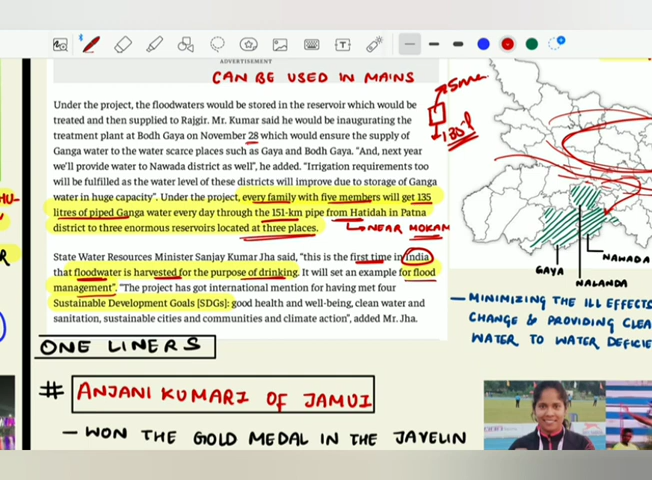 ADVERTISEMENT
CAN BE USED IN MAINS
Under the project, the floodwaters would be stored in the reservoir which would be
treated and then supplied to Rajgir. Mr. Kumar said he would be inaugurating the
treatment plant at Bodh Gaya on November 28 which would ensure the supply of
Ganga water to the water scarce places such as Gaya and Bodh Gaya. "And, next year
we'll provide water to Nawada district as well", he added. "Irrigation requirements too
will be fulfilled as the water level of these districts will improve due to storage of Ganga
water in huge capacity". Under the project, every family with five members will get 135
litres of piped Ganga water every day through the 151-km pipe from Hatidah in Patna
district to three enormous reservoirs located at three places.
NEAR MOKAM
State Water Resources Minister Sanjay Kumar Jha said, "this is the first time in India
that floodwater is harvested for the purpose of drinking. It will set an example for flood
management". "The project has got international mention for having met four
Sustainable Development Goals [SDGs]: good health and well-being, clean water and
sanitation, sustainable cities and communities and climate action", added Mr. Jha.
GAYA
NALANDA
NAWADA
- MINIMIZING THE ILL EFFECTS
CHANGE & PROVIDING CLEA
WATER TO WATER DEFICIE
ONE LINERS
# ANJANI KUMARI OF JAMUI
- WON THE GOLD MEDAL IN THE JAVELIN